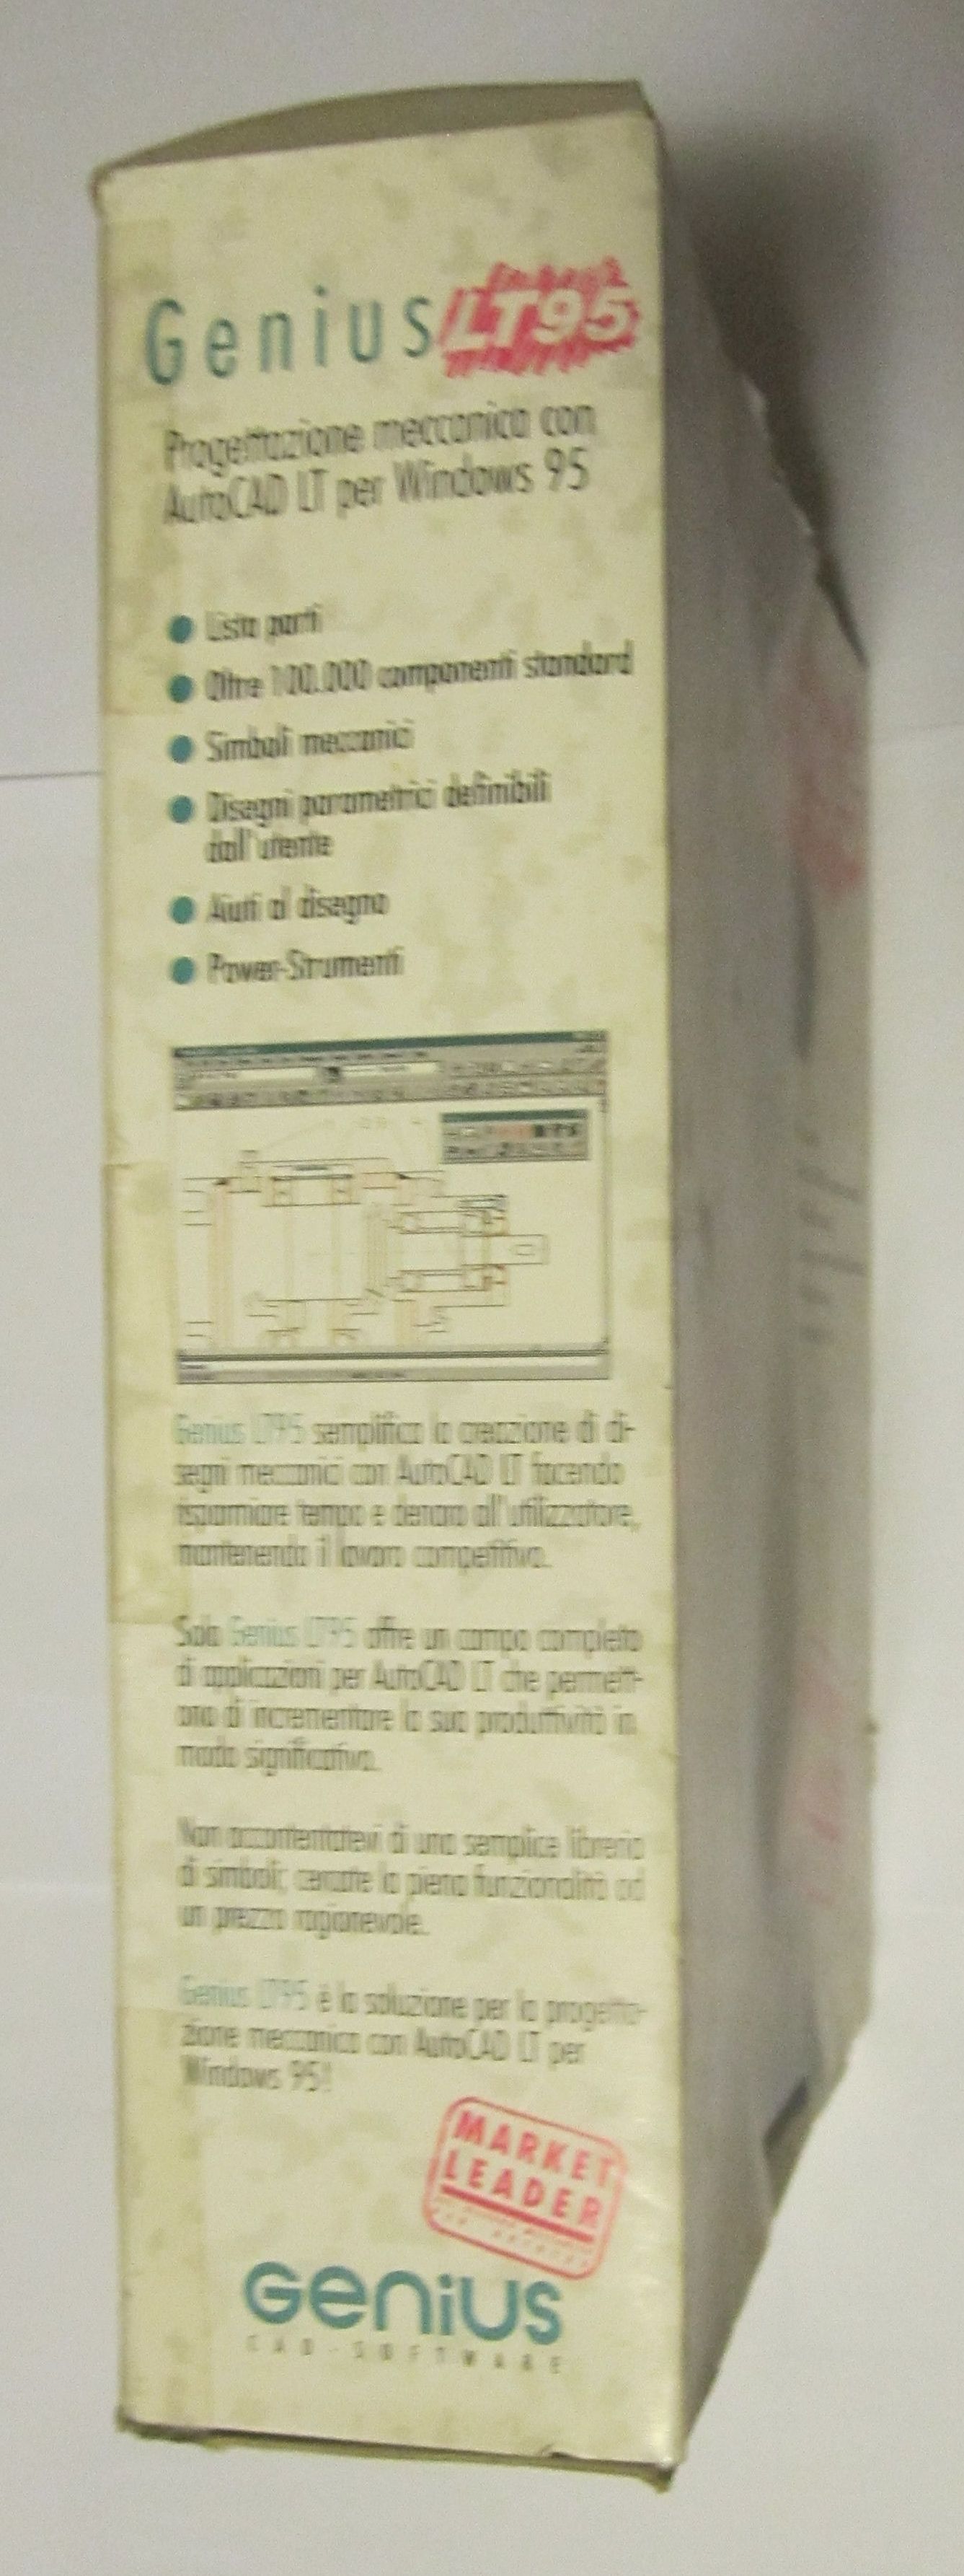 Genius LT95
Progettazione meccanica con
AutoCAD LT per Windows 95
Lista parti
Oltre 100.000 componenti standard
Simboli meccanici
Disegni parametrici definibili
dall'utente
Aiuti al disegno
Power-Strumenti
Genius LT95 semplifica la creazione di di-
segni meccanici con AutoCAD LT facendo
risparmiare tempo e denaro all'utilizzatore,
mantenendo il lavoro competitivo.
Solo Genius LT95 offre un campo completo
di applicazioni per AutoCAD LT che permett-
ono di incrementare la sua produttività in
modo significativo.
Non accontentatevi di una semplice libreria
di simboli; cercate la piena funzionalità ad
un prezzo ragionevole.
Genius LT95 è la soluzione per la progetta-
zione meccanica con AutoCAD LT per
Windows 95!
MARKET
LEADER
GENIUS
CAD-SOFTWARE